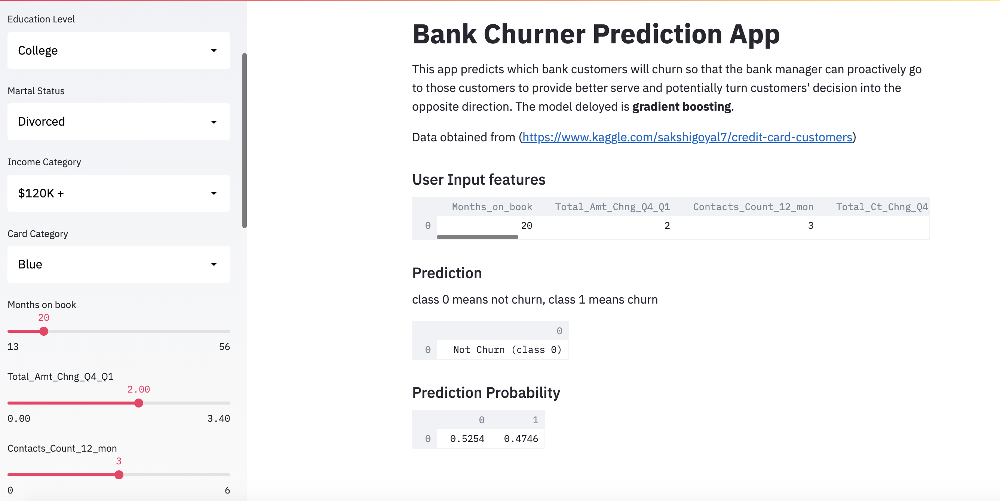 Education Level
College
Martal Status
Divorced
Income Category
$120K +
Card Category
Blue
Months on book
20
13 56
Total_Amt_Chng_Q4_Q1
2.00
0.00 3.40
Contacts_Count_12_mon
3
0 6
Bank Churner Prediction App
This app predicts which bank customers will churn so that the bank manager can proactively go
to those customers to provide better serve and potentially turn customers' decision into the
opposite direction. The model deloyed is gradient boosting.
Data obtained from (https://www.kaggle.com/sakshigoyal7/credit-card-customers)
User Input features
Months_on_book Total_Amt_Chng_Q4_Q1 Contacts_Count_12_mon Total_Ct_Chng_Q4_
0 20 2 3
Prediction
class 0 means not churn, class 1 means churn
0
0 Not Churn (class 0)
Prediction Probability
0 1
0 0.5254 0.4746